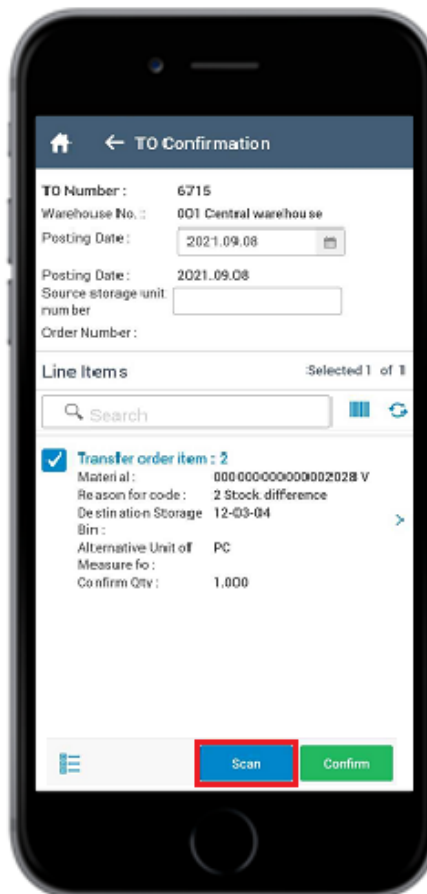 TO Confirmation
TO Number : 6715
Warehouse No. : 001 Central warehouse
Posting Date : 2021.09.08
Posting Date : 2021.09.08
Source storage unit
number
Order Number :
Line Items Selected 1 of 1
Search
Transfer order item : 2
Material : 000000000000002028 V
Reason for code : 2 Stock difference
Destination Storage 12-03-04
Bin :
Alternative Unit of PC
Measure fo :
Confirm Qty : 1.000
Scan Confirm